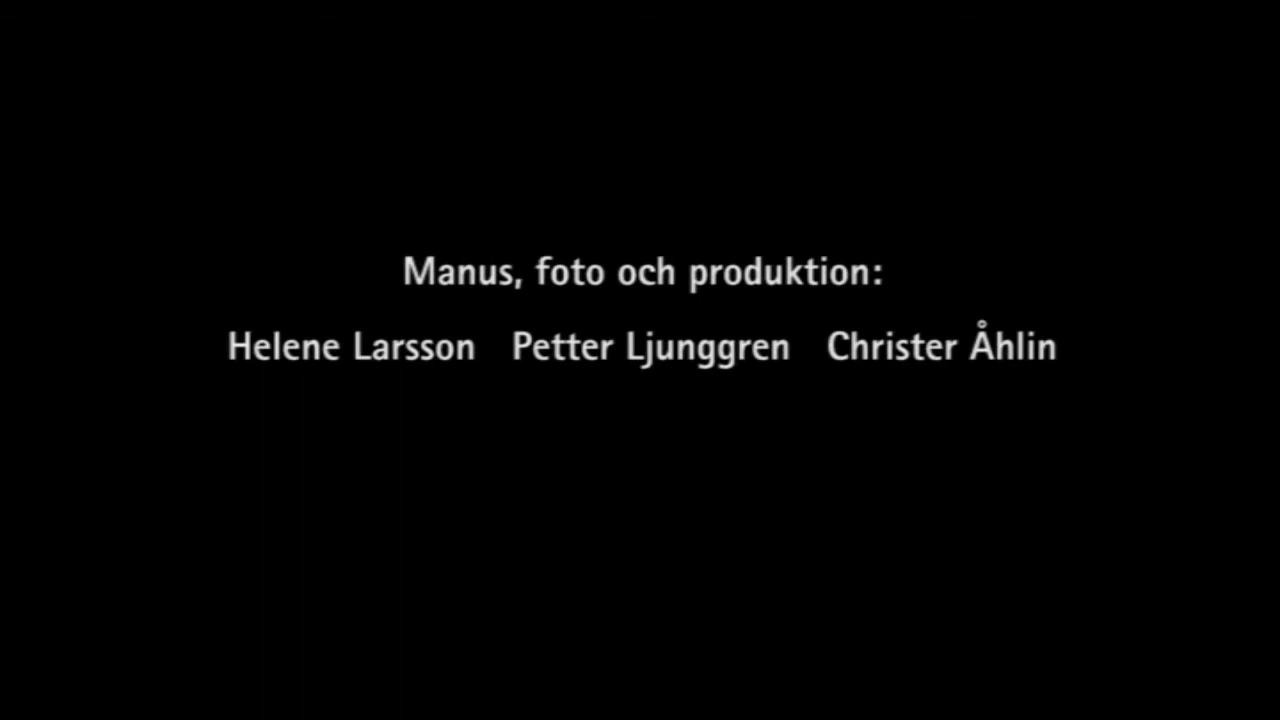 Manus, foto och produktion:
Helene Larsson Petter Ljunggren Christer Åhlin